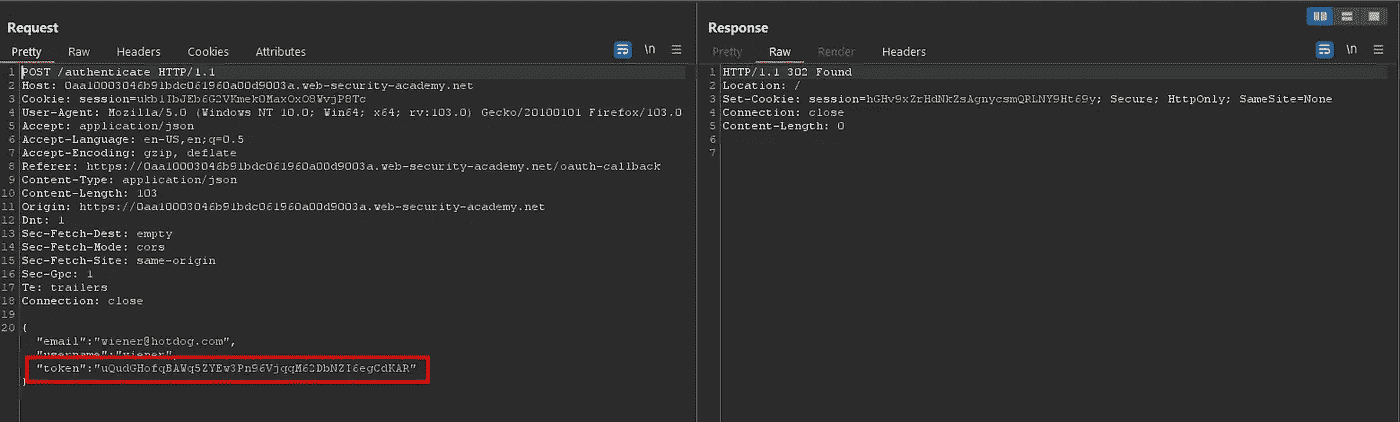 Request
Pretty Raw Headers Cookies Attributes \n
1 POST /authenticate HTTP/1.1
2 Host: 0aa10003046b91bdc061960a00d9003a.web-security-academy.net
3 Cookie: session=ukb1IbJEb6G2VKmek0MaxOxO8WvjP8Tc
4 User-Agent: Mozilla/5.0 (Windows NT 10.0; Win64; x64; rv:103.0) Gecko/20100101 Firefox/103.0
5 Accept: application/json
6 Accept-Language: en-US,en;q=0.5
7 Accept-Encoding: gzip, deflate
8 Referer: https://0aa10003046b91bdc061960a00d9003a.web-security-academy.net/oauth-callback
9 Content-Type: application/json
10 Content-Length: 103
11 Origin: https://0aa10003046b91bdc061960a00d9003a.web-security-academy.net
12 Dnt: 1
13 Sec-Fetch-Dest: empty
14 Sec-Fetch-Mode: cors
15 Sec-Fetch-Site: same-origin
16 Sec-Gpc: 1
17 Te: trailers
18 Connection: close
19
20 {
"email":"wiener@hotdog.com",
"username":"wiener",
"token":"uQudGHofqBAWq5ZYEw3Pn96VjqqM62DbNZI6egCdKAR"
}
Response
Pretty Raw Render Headers \n
1 HTTP/1.1 302 Found
2 Location: /
3 Set-Cookie: session=hGHv9xZrHdNkZsAgnycsmQRLNY9Ht69y; Secure; HttpOnly; SameSite=None
4 Connection: close
5 Content-Length: 0
6
7